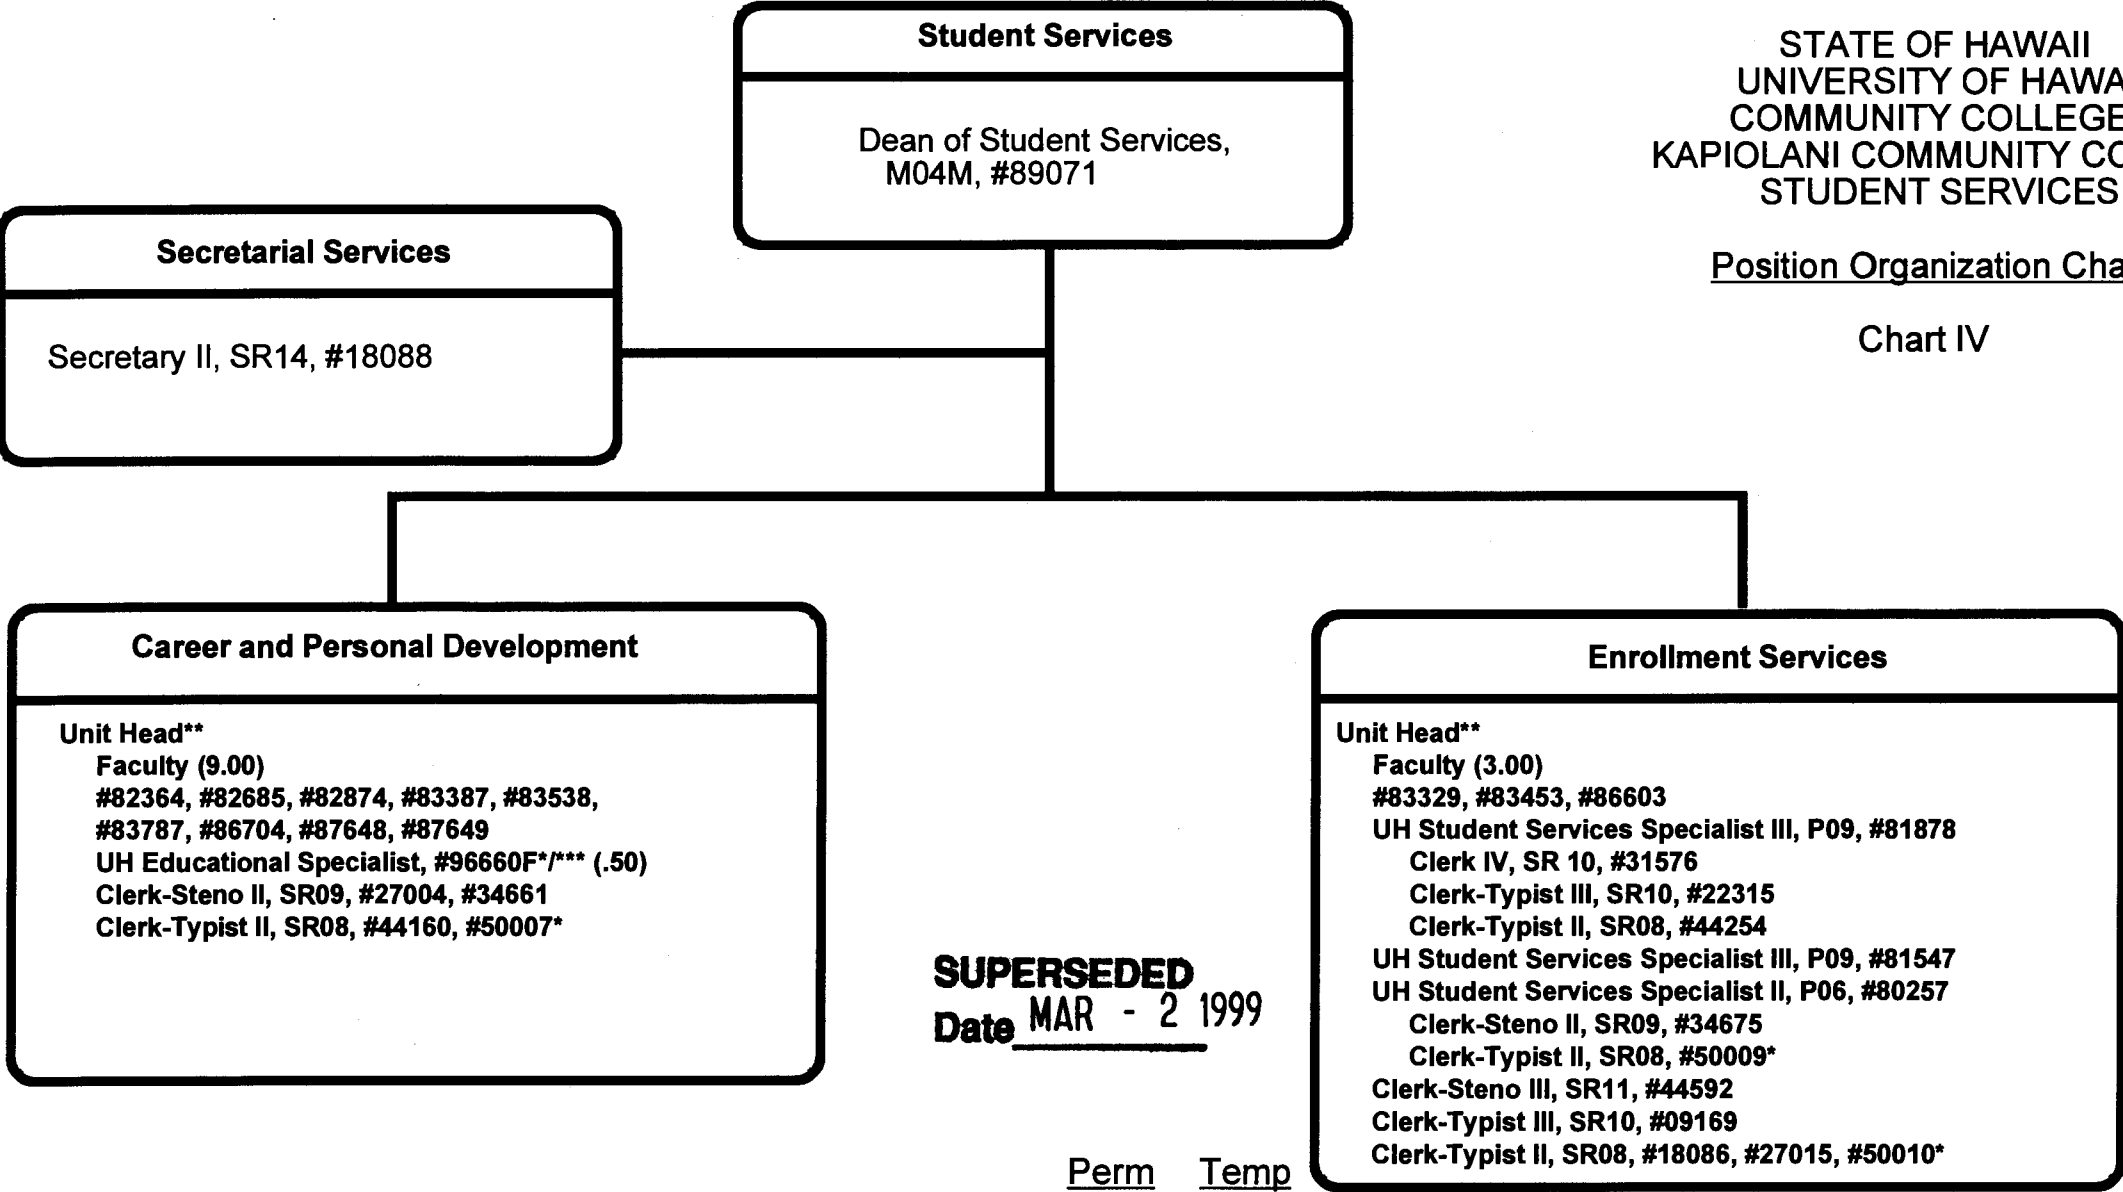 Student Services
Dean of Student Services,
M04M, #89071
STATE OF HAWAII
UNIVERSITY OF HAWA
COMMUNITY COLLEGE
KAPIOLANI COMMUNITY CO
STUDENT SERVICES
Position Organization Cha
Chart IV
Secretarial Services
Secretary II, SR14, #18088
Career and Personal Development
Unit Head**
Faculty (9.00)
#82364, #82685, #82874, #83387, #83538,
#83787, #86704, #87648, #87649
UH Educational Specialist, #96660F*/*** (.50)
Clerk-Steno II, SR09, #27004, #34661
Clerk-Typist II, SR08, #44160, #50007*
Enrollment Services
Unit Head**
Faculty (3.00)
#83329, #83453, #86603
UH Student Services Specialist III, P09, #81878
Clerk IV, SR 10, #31576
Clerk-Typist III, SR10, #22315
Clerk-Typist II, SR08, #44254
UH Student Services Specialist III, P09, #81547
UH Student Services Specialist II, P06, #80257
Clerk-Steno II, SR09, #34675
Clerk-Typist II, SR08, #50009*
Clerk-Steno III, SR11, #44592
Clerk-Typist III, SR10, #09169
Clerk-Typist II, SR08, #18086, #27015, #50010*
SUPERSEDED
Date MAR - 2 1999
Perm Temp